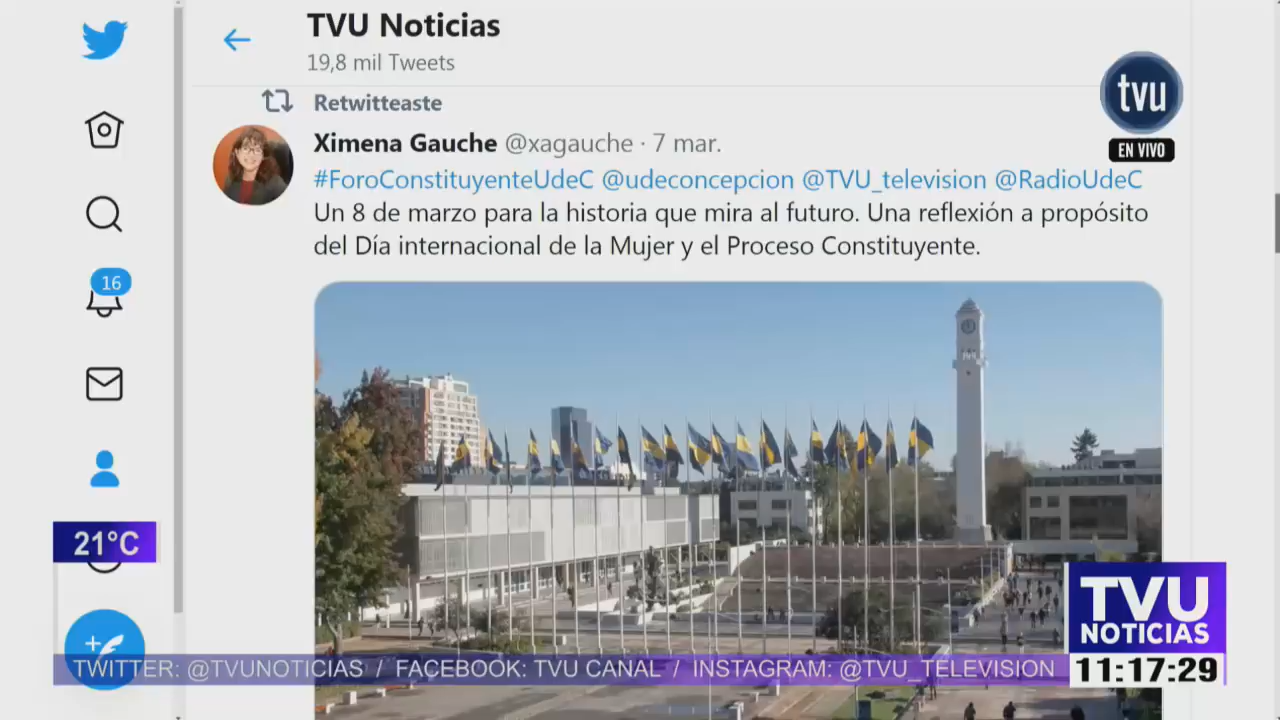 TVU Noticias
19,8 mil Tweets
Retwitteaste
Ximena Gauche @xagauche · 7 mar.
#ForoConstituyenteUdeC @udeconcepcion @TVU_television @RadioUdeC
Un 8 de marzo para la historia que mira al futuro. Una reflexión a propósito
del Día internacional de la Mujer y el Proceso Constituyente.
tvu
EN VIVO
16
21°C
TVU
NOTICIAS
TWITTER: @TVUNOTICIAS / FACEBOOK: TVU CANAL / INSTAGRAM: @TVU_TELEVISION
11:17:29